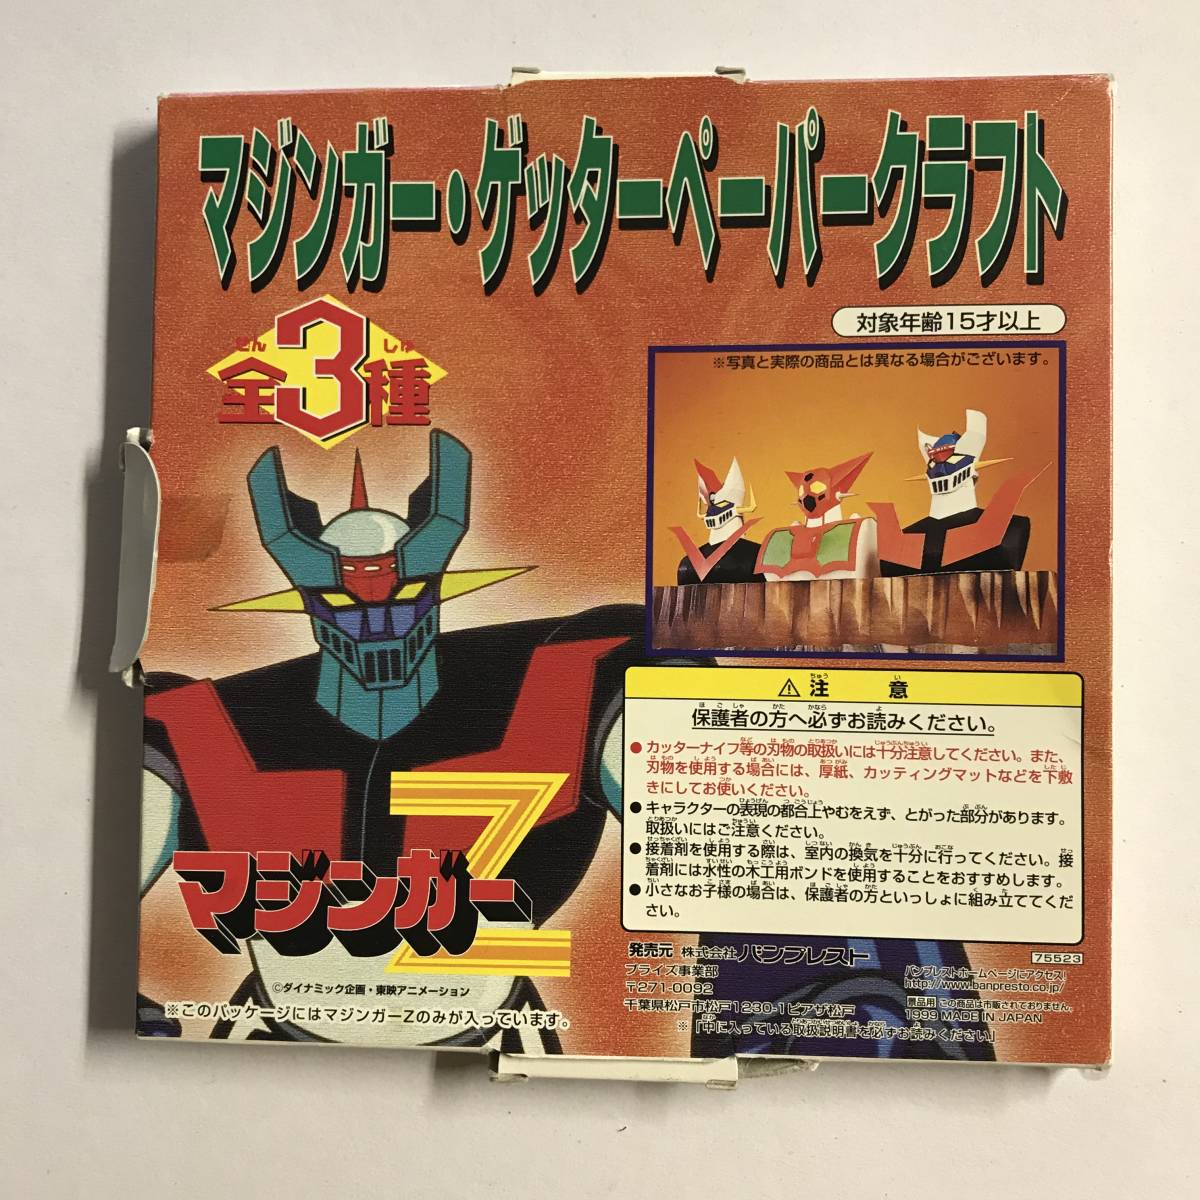 マジンガー・ゲッターペーパークラフト
全3種
ぜん しゅ
対象年齢15才以上
※写真と実際の商品とは異なる場合がございます。
⚠注意
保護者の方へ必ずお読みください。
●カッターナイフ等の刃物の取扱いには十分注意してください。また、
刃物を使用する場合には、厚紙、カッティングマットなどを下敷
きにしてお使いください。
●キャラクターの表現の都合上やむをえず、とがった部分があります。
取扱いにはご注意ください。
●接着剤を使用する際は、室内の換気を十分に行ってください。接
着剤には水性の木工用ボンドを使用することをおすすめします。
●小さなお子様の場合は、保護者の方といっしょに組み立ててくだ
さい。
マジンガーZ
©ダイナミック企画・東映アニメーション
※このパッケージにはマジンガーZのみが入っています。
発売元 株式会社 バンプレスト
プライズ事業部
〒271-0092
千葉県松戸市松戸1230-1ピアザ松戸
※「中に入っている取扱説明書を必ずお読みください」
75523
バンプレストホームページにアクセス!
http://www.banpresto.co.jp/
景品用 この商品は市販されておりません。
1999 MADE IN JAPAN